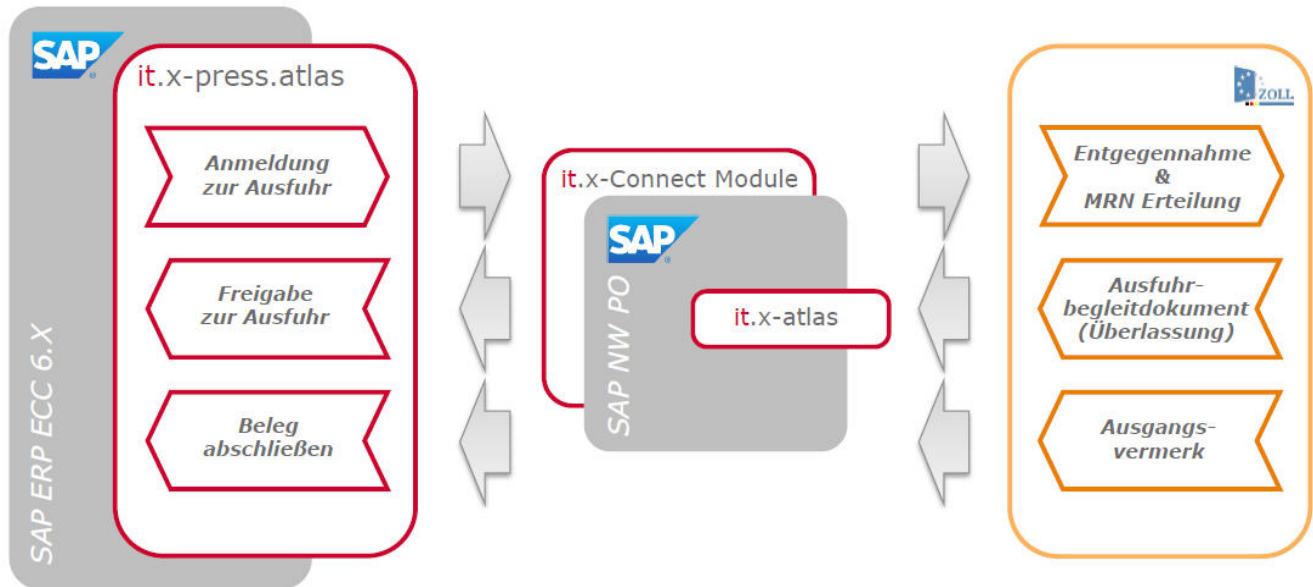 SAP
®
it.x-press.atlas
Anmeldung
zur Ausfuhr
Freigabe
zur Ausfuhr
Beleg
abschließen
SAP ERP ECC 6.X
it.x-Connect Module
SAP
®
it.x-atlas
SAP NW PO
ZOLL
Entgegennahme
&
MRN Erteilung
Ausfuhr-
begleitdokument
(Überlassung)
Ausgangs-
vermerk